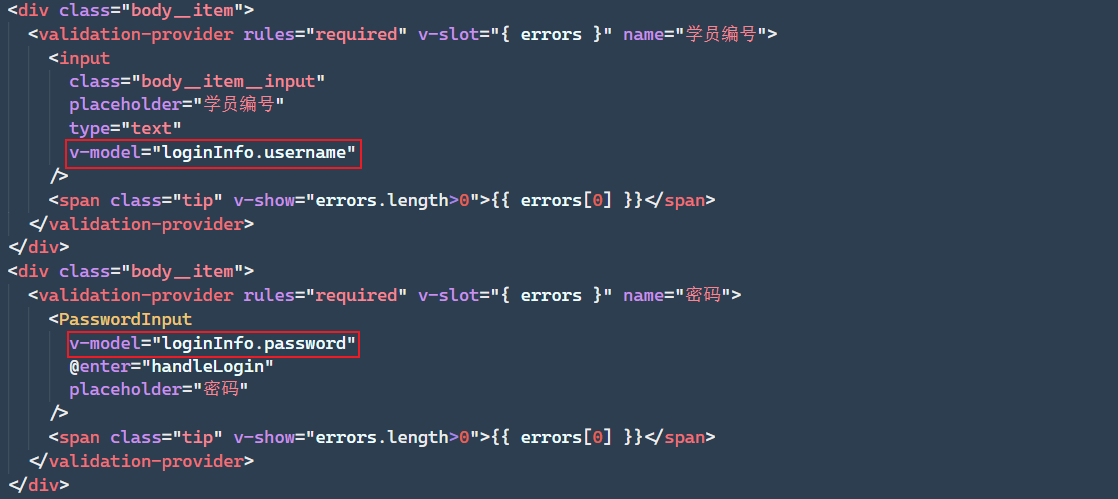 <div class="body__item">
<validation-provider rules="required" v-slot="{ errors }" name="学员编号">
<input
class="body__item__input"
placeholder="学员编号"
type="text"
v-model="loginInfo.username"
/>
<span class="tip" v-show="errors.length>0">{{ errors[0] }}</span>
</validation-provider>
</div>
<div class="body__item">
<validation-provider rules="required" v-slot="{ errors }" name="密码">
<PasswordInput
v-model="loginInfo.password"
@enter="handleLogin"
placeholder="密码"
/>
<span class="tip" v-show="errors.length>0">{{ errors[0] }}</span>
</validation-provider>
</div>